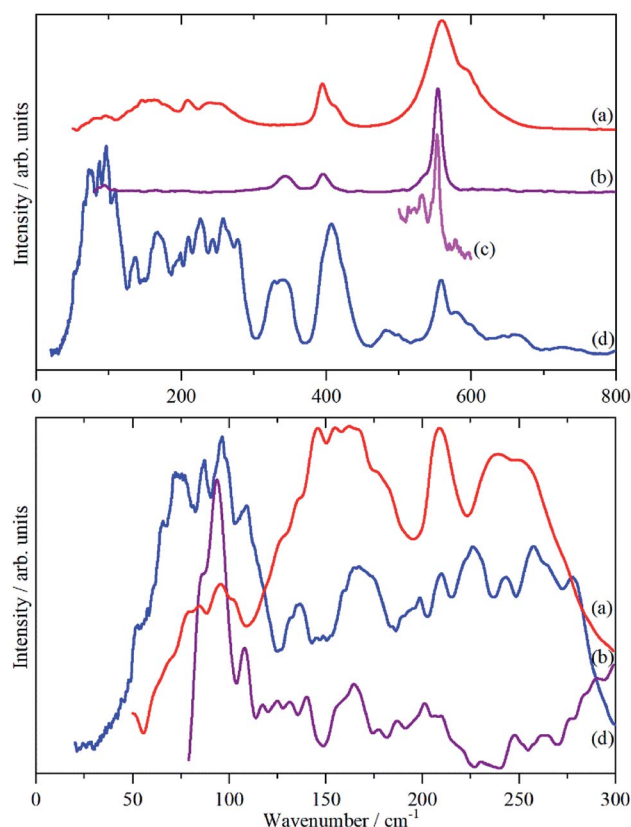 Intensity / arb. units
(a)
(b)
(c)
(d)
0 200 400 600 800
Intensity / arb. units
(a)
(b)
(d)
0 50 100 150 200 250 300
Wavenumber / cm-1